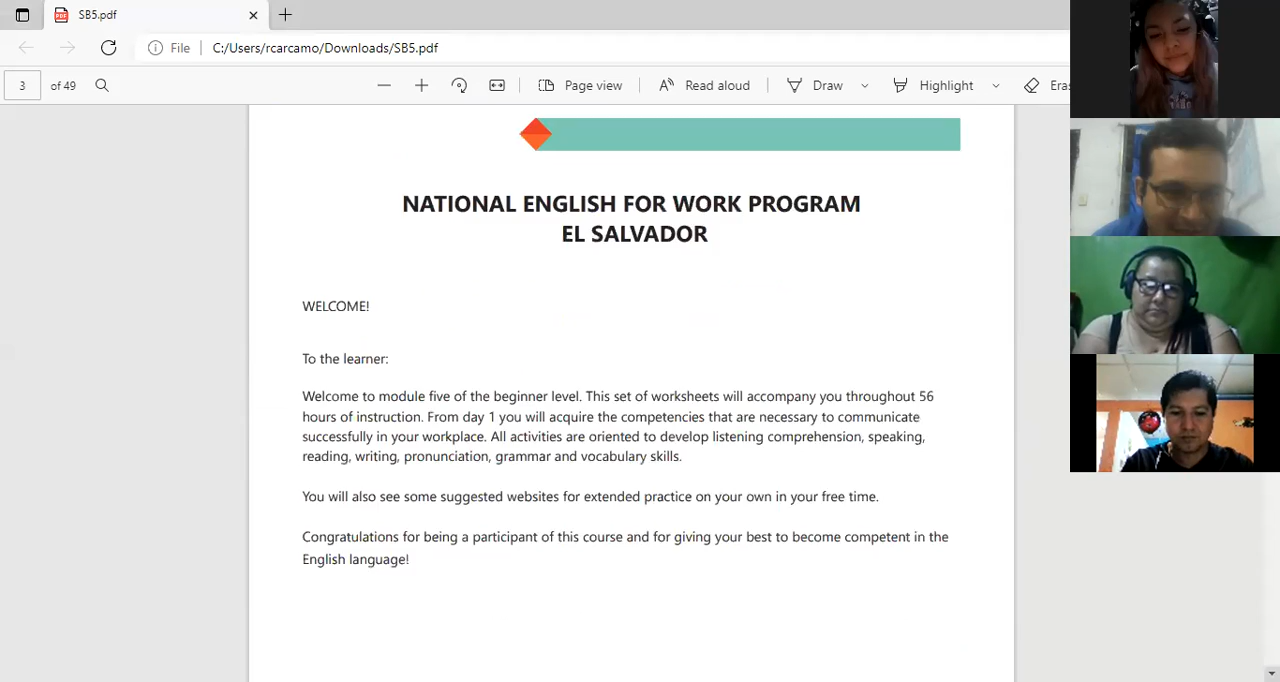 SB5.pdf
File C:/Users/rcarcamo/Downloads/SB5.pdf
3 of 49 Page view Read aloud Draw Highlight Era
NATIONAL ENGLISH FOR WORK PROGRAM
EL SALVADOR
WELCOME!
To the learner:
Welcome to module five of the beginner level. This set of worksheets will accompany you throughout 56
hours of instruction. From day 1 you will acquire the competencies that are necessary to communicate
successfully in your workplace. All activities are oriented to develop listening comprehension, speaking,
reading, writing, pronunciation, grammar and vocabulary skills.
You will also see some suggested websites for extended practice on your own in your free time.
Congratulations for being a participant of this course and for giving your best to become competent in the
English language!